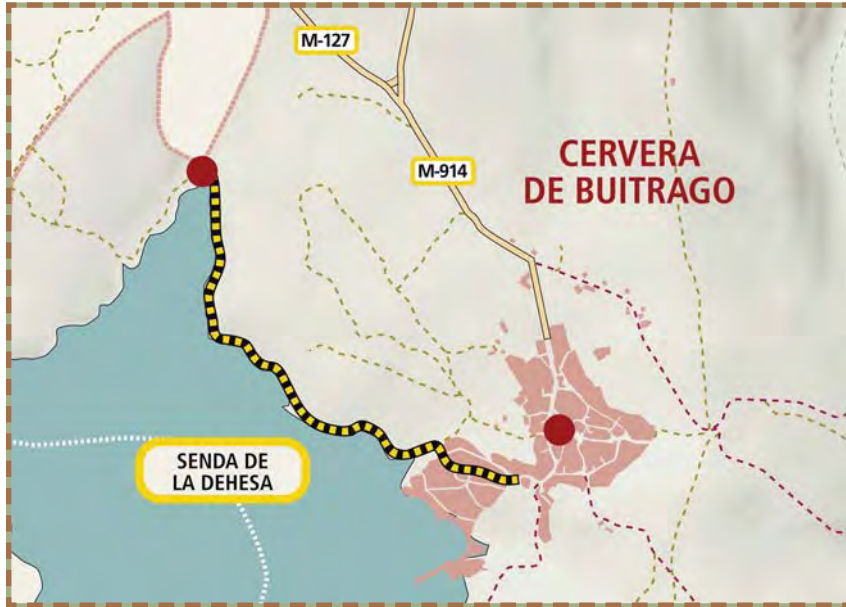 M-127
M-914
CERVERA
DE BUITRAGO
SENDA DE
LA DEHESA